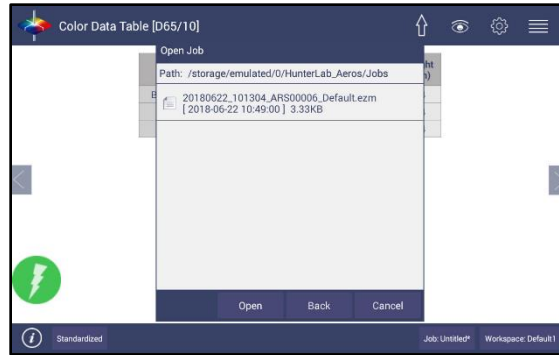 Color Data Table [D65/10]
Open Job
Path: /storage/emulated/0/HunterLab_Aeros/Jobs
20180622_101304_ARS00006_Default.ezm
[ 2018-06-22 10:49:00 ] 3.33KB
Open Back Cancel
i Standardized Job: Untitled* Workspace: Default1